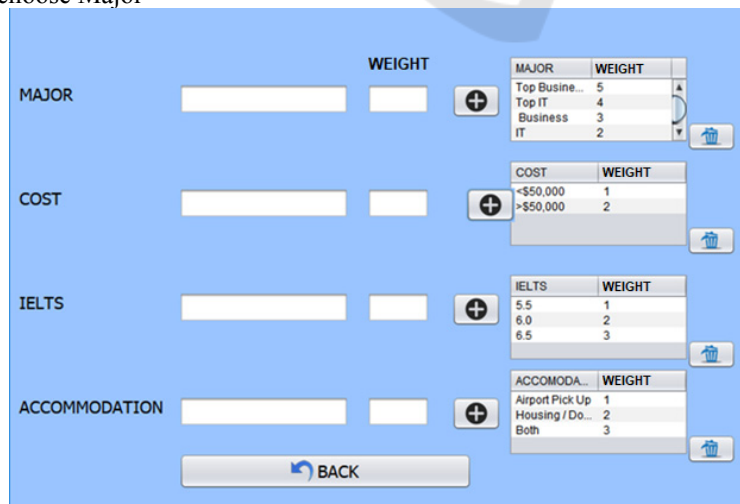 choose Major
WEIGHT
MAJOR
MAJOR WEIGHT
Top Busine... 5
Top IT 4
Business 3
IT 2
COST
COST WEIGHT
<$50,000 1
>$50,000 2
IELTS
IELTS WEIGHT
5.5 1
6.0 2
6.5 3
ACCOMMODATION
ACCOMODA... WEIGHT
Airport Pick Up 1
Housing / Do... 2
Both 3
BACK